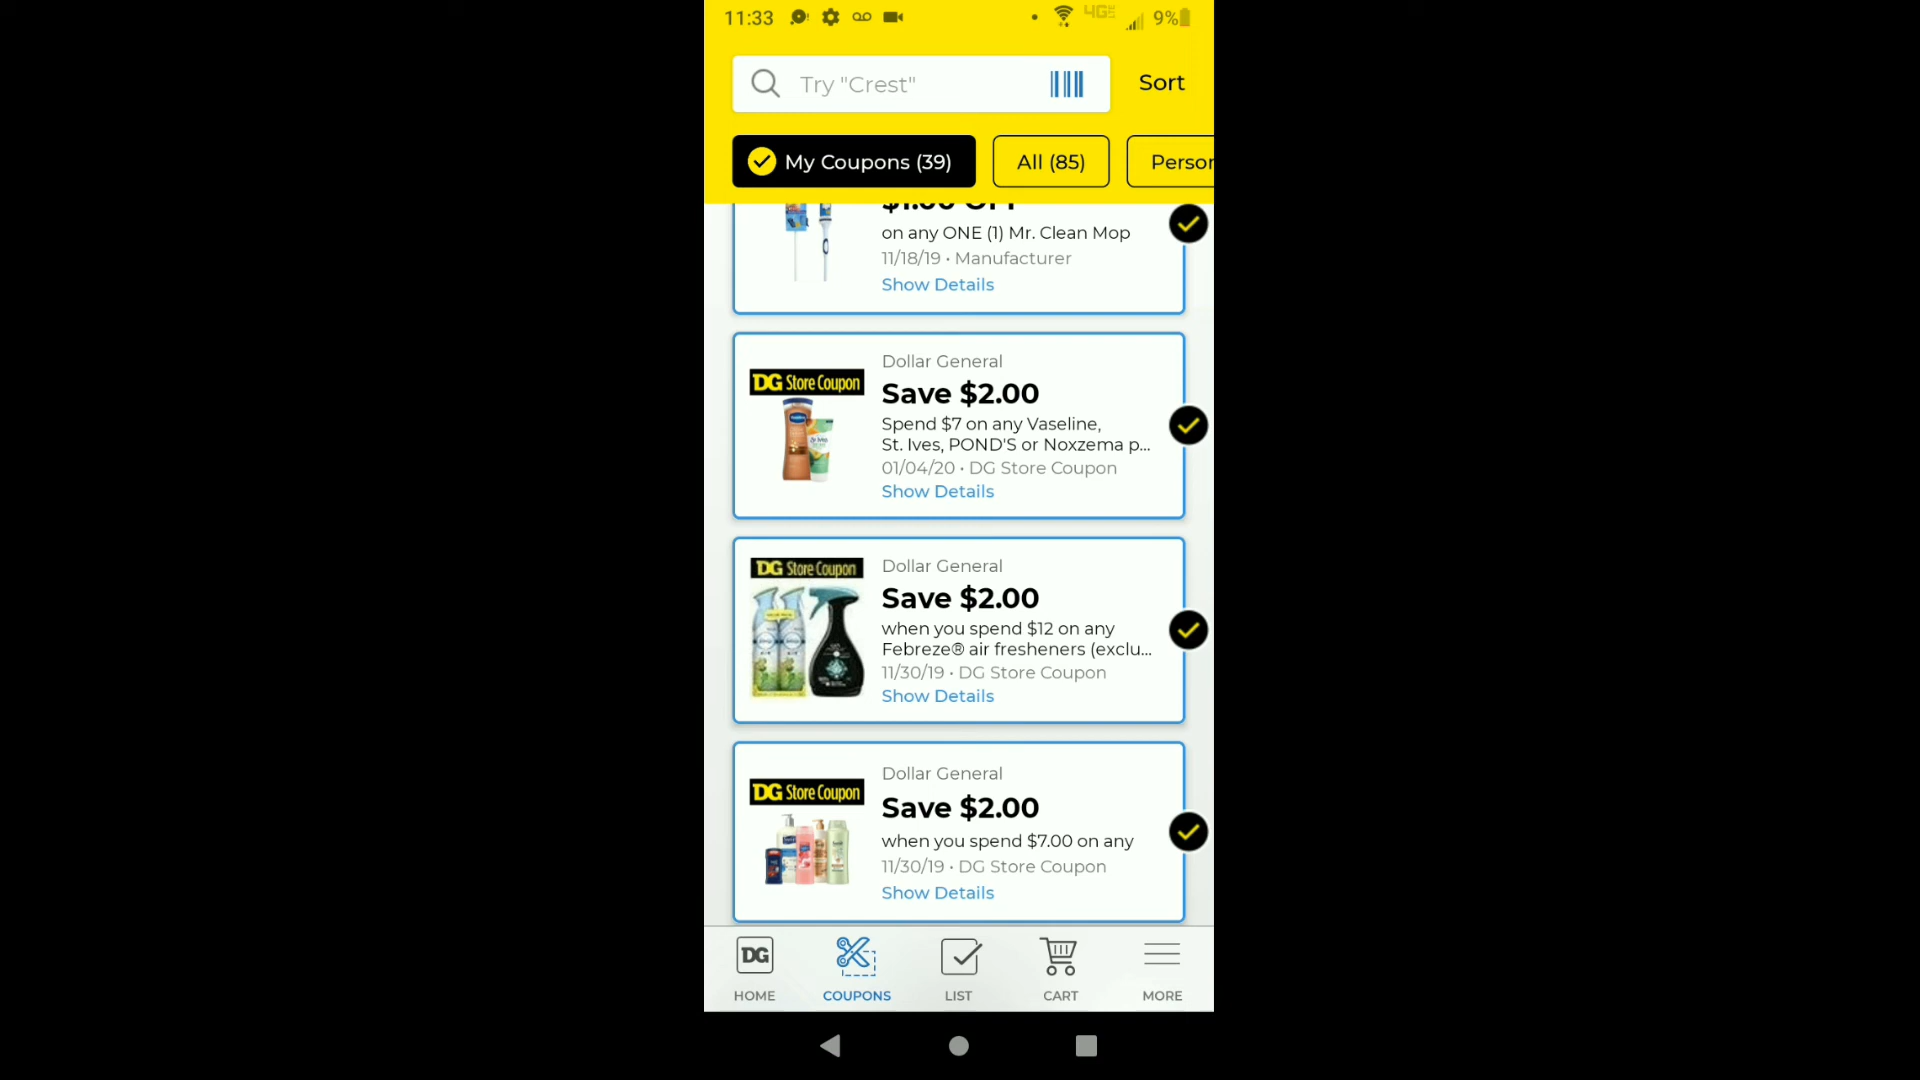 11:33
4G
9%
Try "Crest"
Sort
My Coupons (39)
All (85)
Person
$1.00 OFF
on any ONE (1) Mr. Clean Mop
11/18/19 • Manufacturer
Show Details
DG Store Coupon
Dollar General
Save $2.00
Spend $7 on any Vaseline,
St. Ives, POND'S or Noxzema p...
01/04/20 • DG Store Coupon
Show Details
DG Store Coupon
Dollar General
Save $2.00
when you spend $12 on any
Febreze® air fresheners (exclu...
11/30/19 • DG Store Coupon
Show Details
DG Store Coupon
Dollar General
Save $2.00
when you spend $7.00 on any
11/30/19 • DG Store Coupon
Show Details
DG
HOME
COUPONS
LIST
CART
MORE